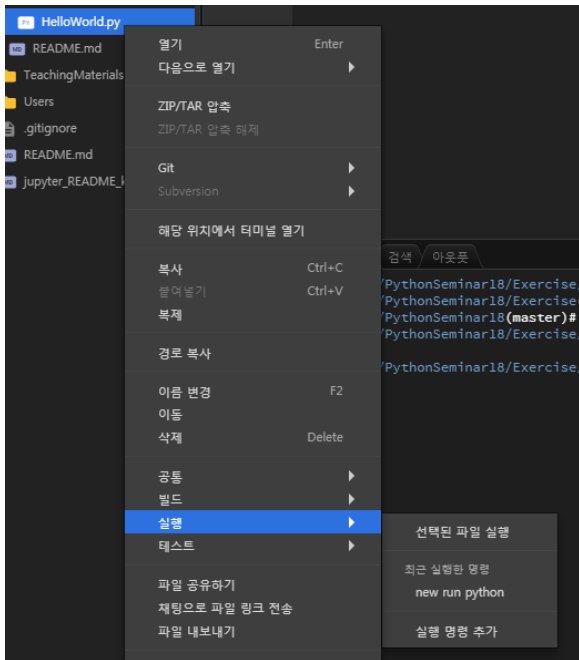 HelloWorld.py
README.md
TeachingMaterials
Users
.gitignore
README.md
jupyter_README_k
열기 Enter
다음으로 열기
ZIP/TAR 압축
ZIP/TAR 압축 해제
Git
Subversion
해당 위치에서 터미널 열기
복사 Ctrl+C
붙여넣기 Ctrl+V
복제
경로 복사
이름 변경 F2
이동
삭제 Delete
공통
빌드
실행
테스트
파일 공유하기
채팅으로 파일 링크 전송
파일 내보내기
검색 아웃풋
/PythonSeminar18/Exercise
/PythonSeminar18/Exercise
/PythonSeminar18(master)#
/PythonSeminar18/Exercise
/PythonSeminar18/Exercise
선택된 파일 실행
최근 실행한 명령
new run python
실행 명령 추가